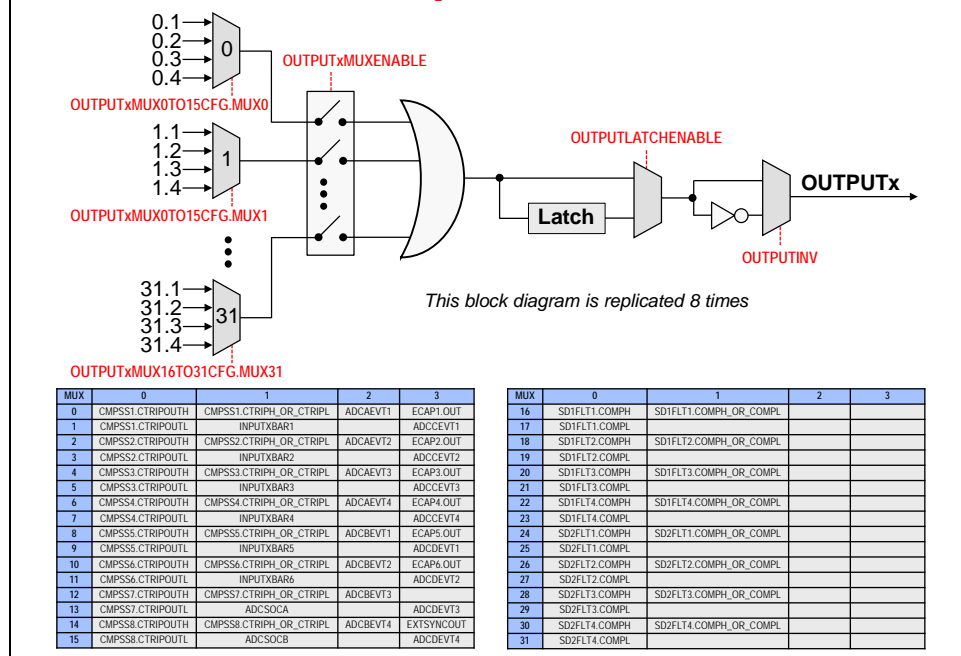 0.1
0.2
0.3
0.4
0
OUTPUTxMUXENABLE
OUTPUTxMUX0TO15CFG.MUX0
1.1
1.2
1.3
1.4
1
OUTPUTxMUX0TO15CFG.MUX1
OUTPUTLATCHENABLE
Latch
OUTPUTx
OUTPUTINV
31.1
31.2
31.3
31.4
31
OUTPUTxMUX16TO31CFG.MUX31
This block diagram is replicated 8 times
MUX 0 1 2 3
0 CMPSS1.CTRIPOUTH CMPSS1.CTRIPH_OR_CTRIPL ADCAEVT1 ECAP1.OUT
1 CMPSS1.CTRIPOUTL INPUTXBAR1 ADCCEVT1
2 CMPSS2.CTRIPOUTH CMPSS2.CTRIPH_OR_CTRIPL ADCAEVT2 ECAP2.OUT
3 CMPSS2.CTRIPOUTL INPUTXBAR2 ADCCEVT2
4 CMPSS3.CTRIPOUTH CMPSS3.CTRIPH_OR_CTRIPL ADCAEVT3 ECAP3.OUT
5 CMPSS3.CTRIPOUTL INPUTXBAR3 ADCCEVT3
6 CMPSS4.CTRIPOUTH CMPSS4.CTRIPH_OR_CTRIPL ADCAEVT4 ECAP4.OUT
7 CMPSS4.CTRIPOUTL INPUTXBAR4 ADCCEVT4
8 CMPSS5.CTRIPOUTH CMPSS5.CTRIPH_OR_CTRIPL ADCBEVT1 ECAP5.OUT
9 CMPSS5.CTRIPOUTL INPUTXBAR5 ADCDEVT1
10 CMPSS6.CTRIPOUTH CMPSS6.CTRIPH_OR_CTRIPL ADCBEVT2 ECAP6.OUT
11 CMPSS6.CTRIPOUTL INPUTXBAR6 ADCDEVT2
12 CMPSS7.CTRIPOUTH CMPSS7.CTRIPH_OR_CTRIPL ADCBEVT3
13 CMPSS7.CTRIPOUTL ADCSOCA ADCDEVT3
14 CMPSS8.CTRIPOUTH CMPSS8.CTRIPH_OR_CTRIPL ADCBEVT4 EXTSYNCOUT
15 CMPSS8.CTRIPOUTL ADCSOCB ADCDEVT4
MUX 0 1 2 3
16 SD1FLT1.COMPH SD1FLT1.COMPH_OR_COMPL
17 SD1FLT1.COMPL
18 SD1FLT2.COMPH SD1FLT2.COMPH_OR_COMPL
19 SD1FLT2.COMPL
20 SD1FLT3.COMPH SD1FLT3.COMPH_OR_COMPL
21 SD1FLT3.COMPL
22 SD1FLT4.COMPH SD1FLT4.COMPH_OR_COMPL
23 SD1FLT4.COMPL
24 SD2FLT1.COMPH SD2FLT1.COMPH_OR_COMPL
25 SD2FLT1.COMPL
26 SD2FLT2.COMPH SD2FLT2.COMPH_OR_COMPL
27 SD2FLT2.COMPL
28 SD2FLT3.COMPH SD2FLT3.COMPH_OR_COMPL
29 SD2FLT3.COMPL
30 SD2FLT4.COMPH SD2FLT4.COMPH_OR_COMPL
31 SD2FLT4.COMPL